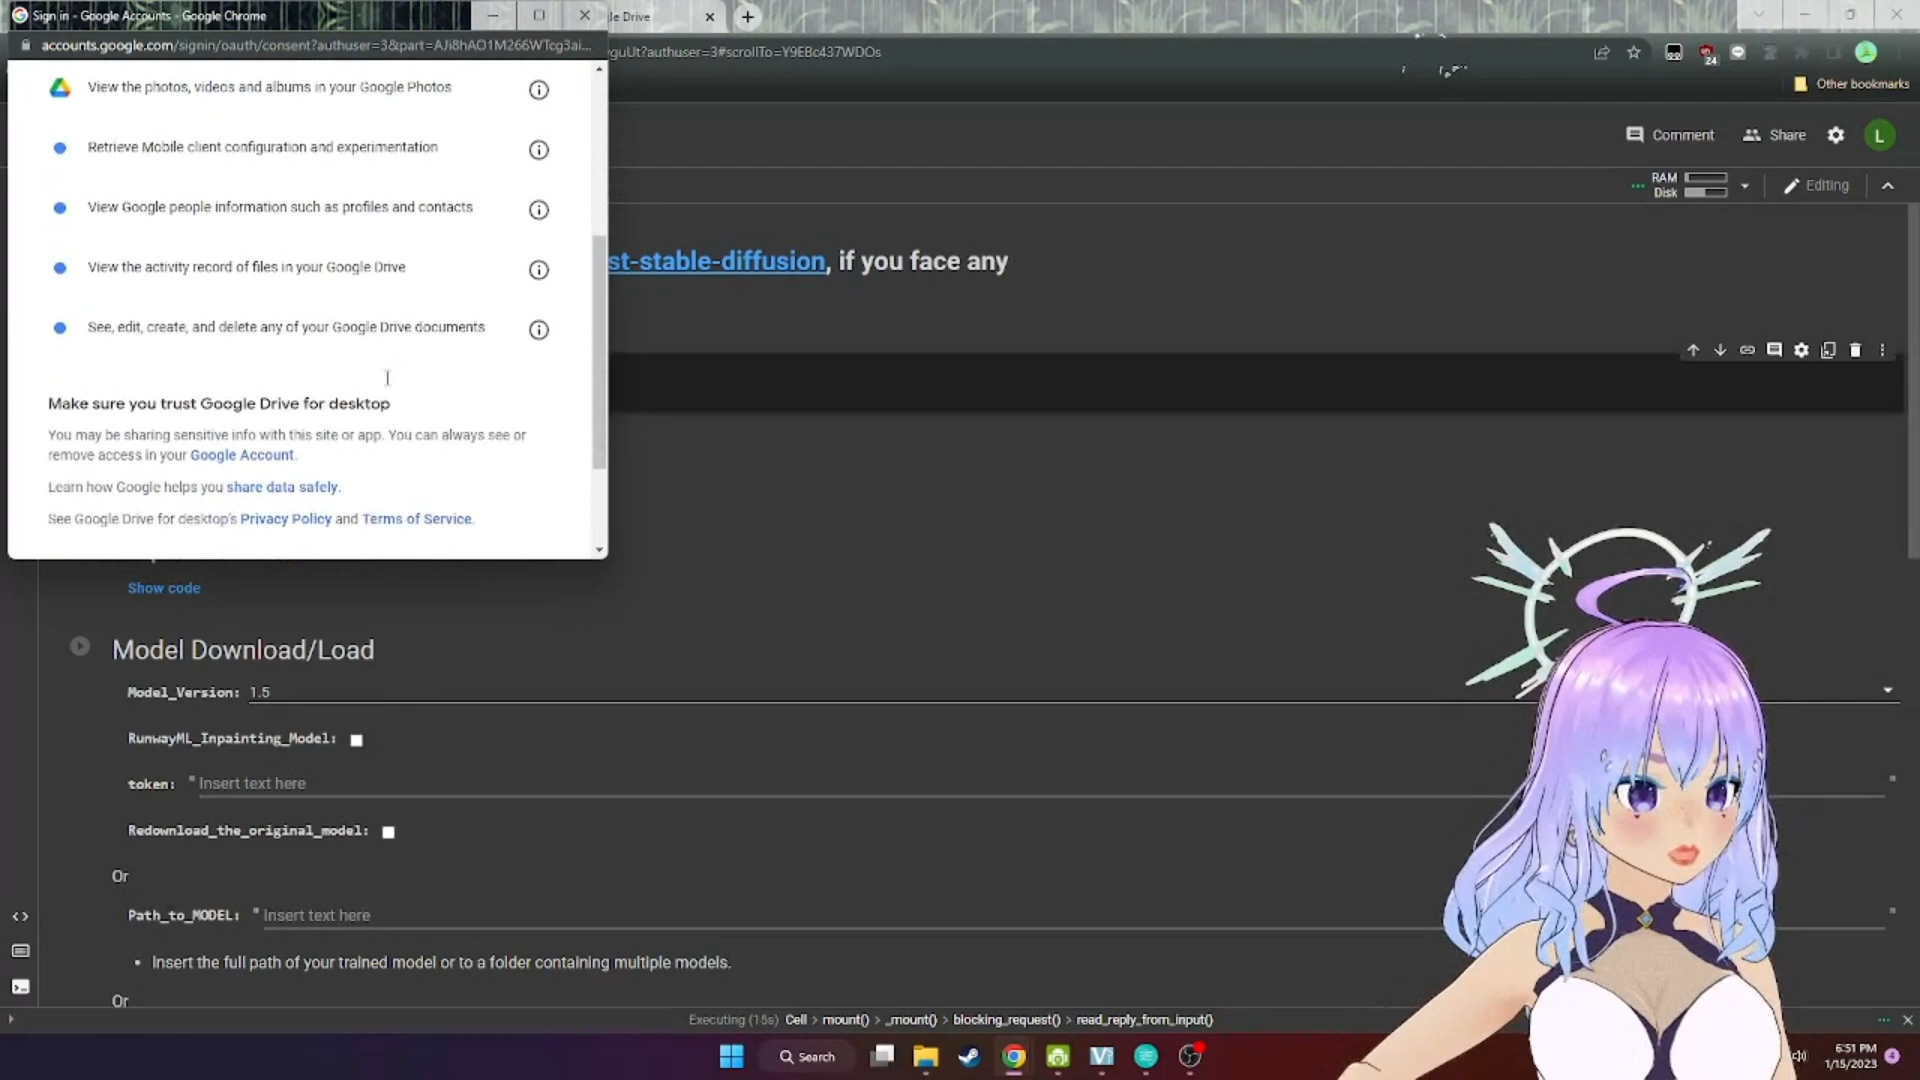 Sign in - Google Accounts - Google Chrome
le Drive
accounts.google.com/signin/oauth/consent?authuser=3&part=AJi8hAO1M266WTcg3ai...
guUt?authuser=3#scrollTo=Y9EBc437WDOs
24
Other bookmarks
View the photos, videos and albums in your Google Photos
Retrieve Mobile client configuration and experimentation
View Google people information such as profiles and contacts
View the activity record of files in your Google Drive
See, edit, create, and delete any of your Google Drive documents
Make sure you trust Google Drive for desktop
You may be sharing sensitive info with this site or app. You can always see or
remove access in your Google Account.
Learn how Google helps you share data safely.
See Google Drive for desktop's Privacy Policy and Terms of Service.
Comment
Share
L
RAM
Disk
Editing
st-stable-diffusion, if you face any
Show code
Model Download/Load
Model_Version: 1.5
RunwayML_Inpainting_Model:
token: " Insert text here "
Redownload_the_original_model:
Or
Path_to_MODEL: " Insert text here "
• Insert the full path of your trained model or to a folder containing multiple models.
Or
Executing (15s) Cell > mount() > _mount() > blocking_request() > read_reply_from_input()
Search
6:51 PM
1/15/2023
4